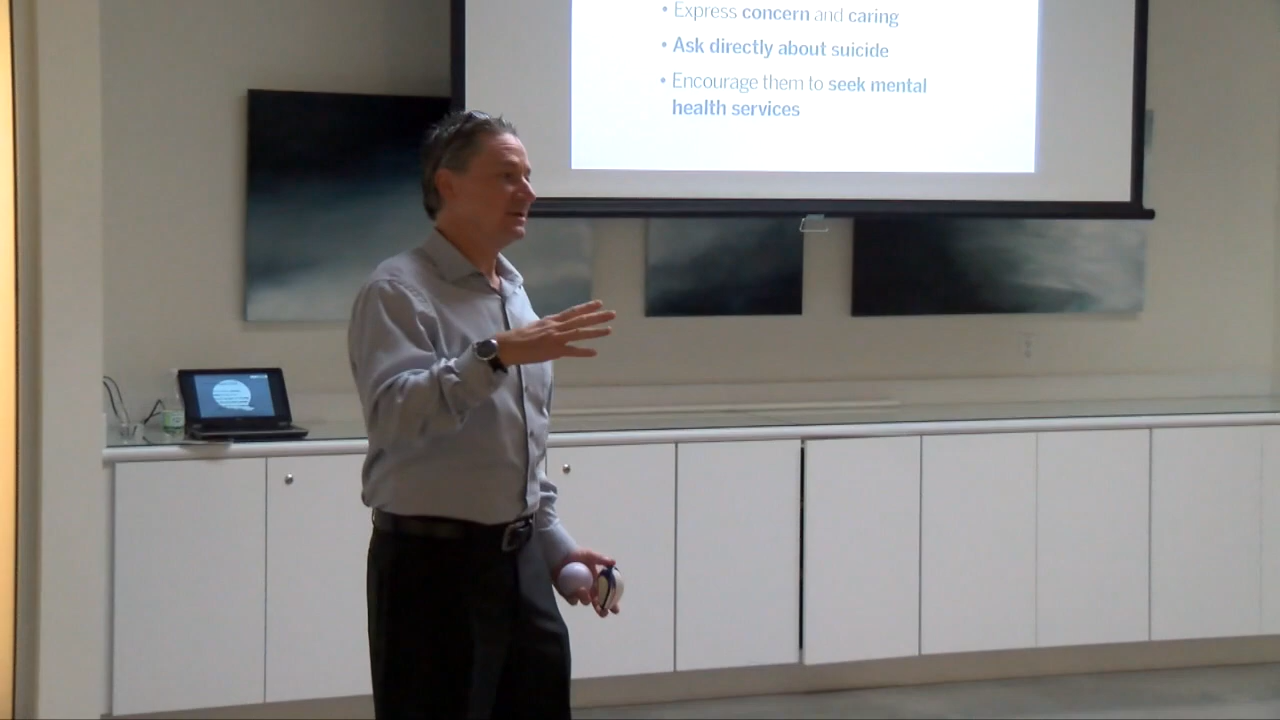 • Express concern and caring
• Ask directly about suicide
• Encourage them to seek mental
health services